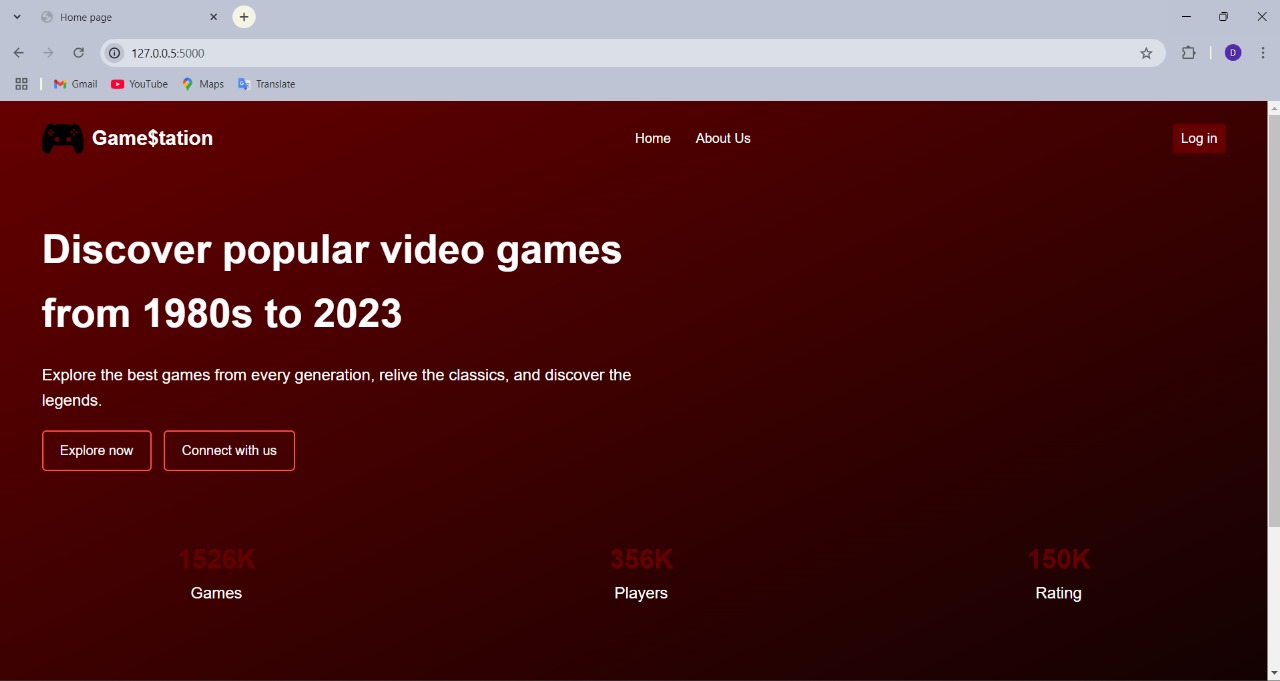 Home page
127.0.0.5:5000
D
Gmail YouTube Maps Translate
Game$tation Home About Us Log in
Discover popular video games
from 1980s to 2023
Explore the best games from every generation, relive the classics, and discover the
legends.
Explore now Connect with us
1526K 356K 150K
Games Players Rating